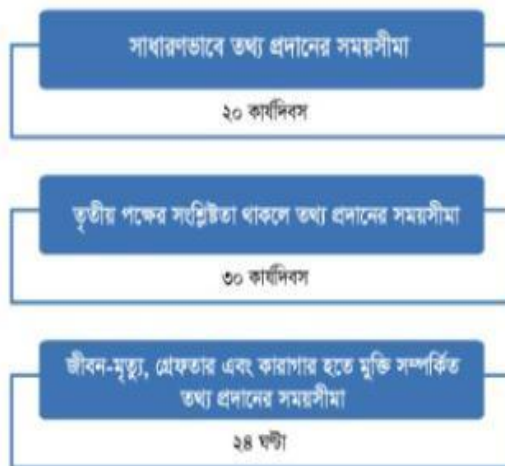 সাধারণভাবে তথ্য প্রদানের সময়সীমা
২০ কার্যদিবস
তৃতীয় পক্ষের সংশ্লিষ্টতা থাকলে তথ্য প্রদানের সময়সীমা
৩০ কার্যদিবস
জীবন-মৃত্যু, গ্রেফতার এবং কারাগার হতে মুক্তি সম্পর্কিত
তথ্য প্রদানের সময়সীমা
২৪ ঘণ্টা